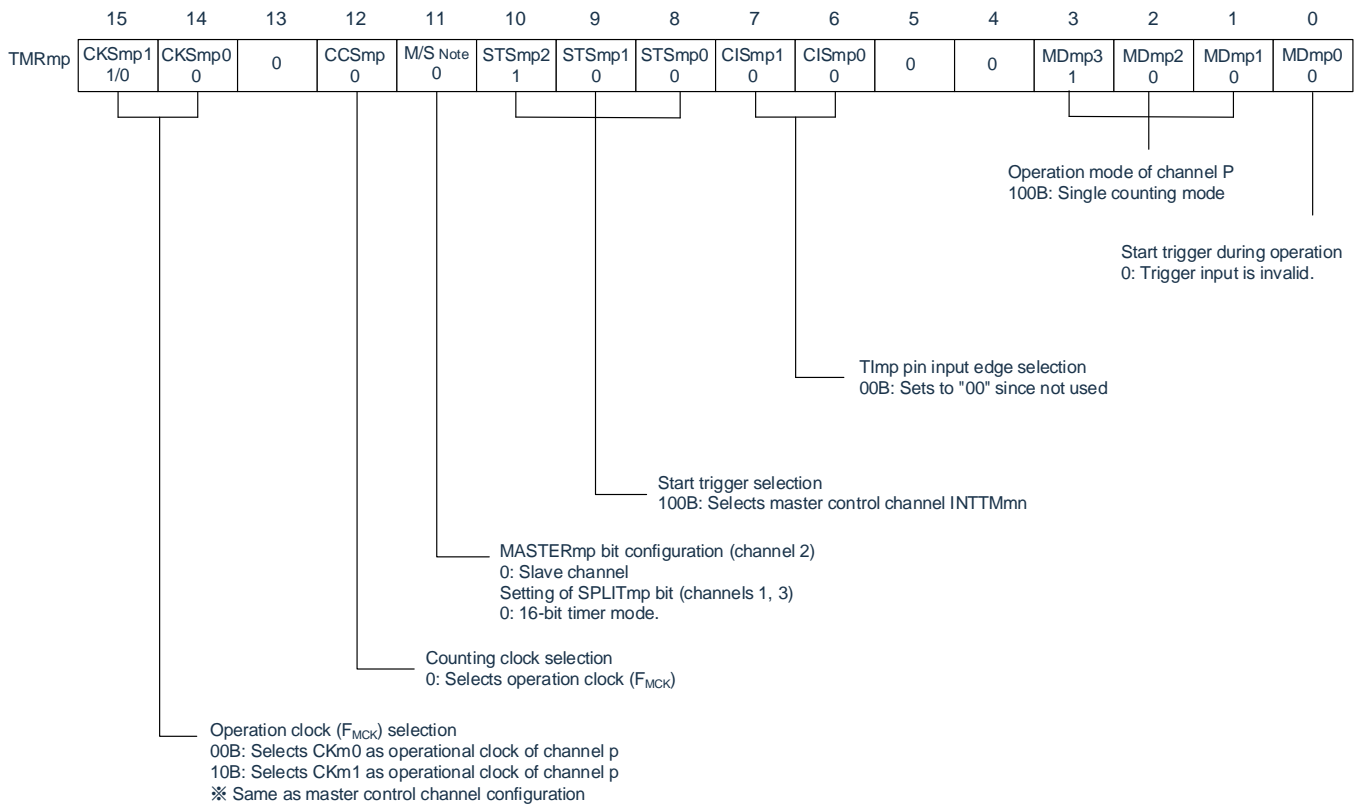 15 14 13 12 11 10 9 8 7 6 5 4 3 2 1 0
TMRmp CKSmp1 CKSmp0 0 CCSmp M/S Note STSmp2 STSmp1 STSmp0 CISmp1 CISmp0 0 0 MDmp3 MDmp2 MDmp1 MDmp0
1/0 0 0 0 1 0 0 0 0 1 0 0 0
Operation mode of channel P
100B: Single counting mode
Start trigger during operation
0: Trigger input is invalid.
TImp pin input edge selection
00B: Sets to "00" since not used
Start trigger selection
100B: Selects master control channel INTTMmn
MASTERmp bit configuration (channel 2)
0: Slave channel
Setting of SPLITmp bit (channels 1, 3)
0: 16-bit timer mode.
Counting clock selection
0: Selects operation clock (FMCK)
Operation clock (FMCK) selection
00B: Selects CKm0 as operational clock of channel p
10B: Selects CKm1 as operational clock of channel p
※ Same as master control channel configuration